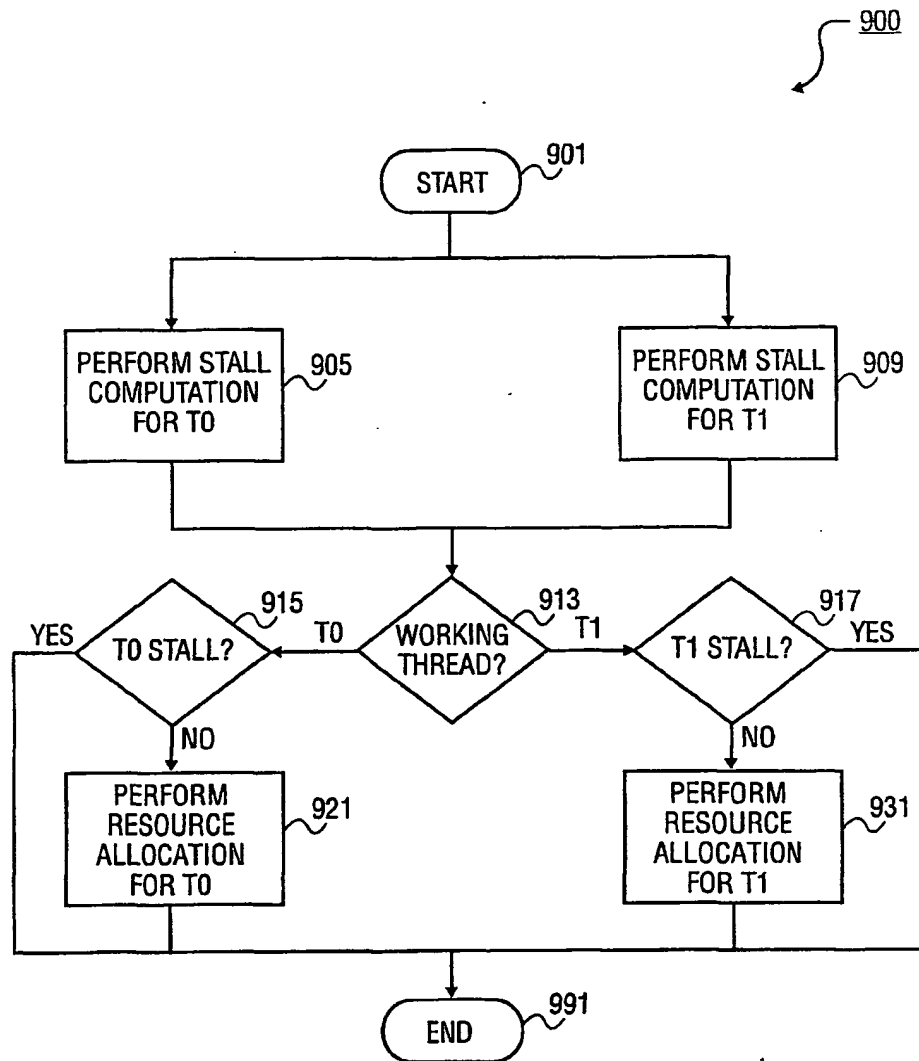 900
901
START
PERFORM STALL
COMPUTATION
FOR T0
905
PERFORM STALL
COMPUTATION
FOR T1
909
915
913
917
YES
T0 STALL?
T0
WORKING
THREAD?
T1
T1 STALL?
YES
NO
NO
PERFORM
RESOURCE
ALLOCATION
FOR T0
921
PERFORM
RESOURCE
ALLOCATION
FOR T1
931
END
991